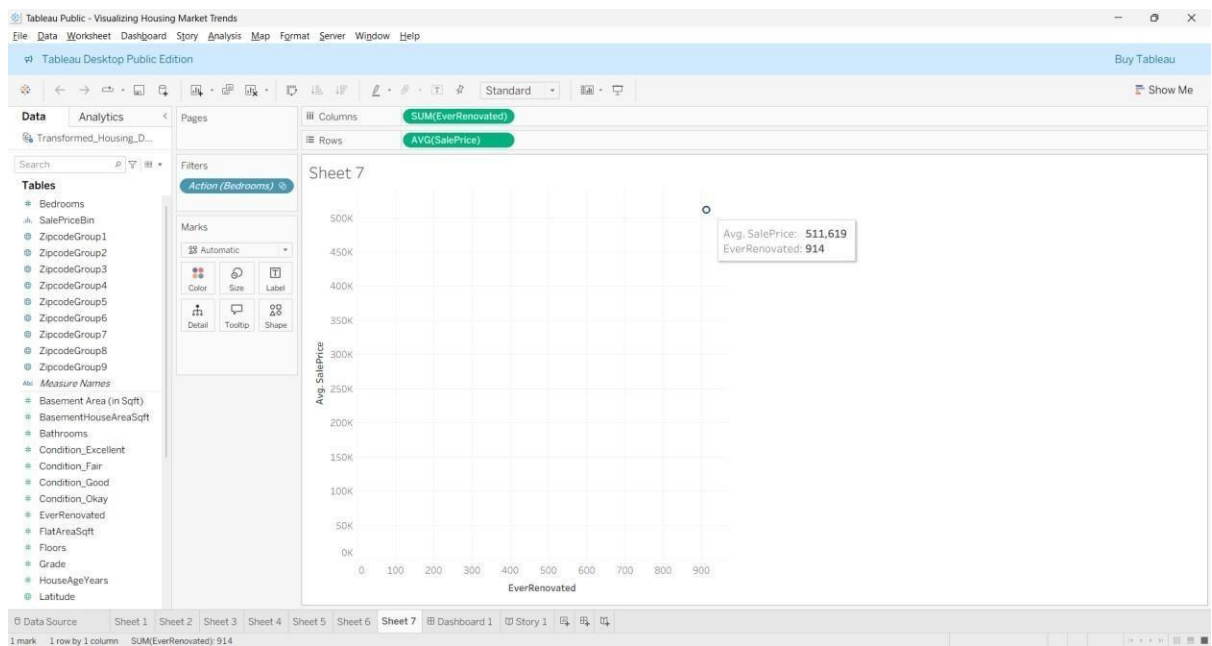 Tableau Public - Visualizing Housing Market Trends
File Data Worksheet Dashboard Story Analysis Map Format Server Window Help
Tableau Desktop Public Edition Buy Tableau
Standard Show Me
Data Analytics
Transformed_Housing_D...
Search
Tables
Bedrooms
SalePriceBin
ZipcodeGroup1
ZipcodeGroup2
ZipcodeGroup3
ZipcodeGroup4
ZipcodeGroup5
ZipcodeGroup6
ZipcodeGroup7
ZipcodeGroup8
ZipcodeGroup9
Abc Measure Names
Basement Area (in Sqft)
BasementHouseAreaSqft
Bathrooms
Condition_Excellent
Condition_Fair
Condition_Good
Condition_Okay
EverRenovated
FlatAreaSqft
Floors
Grade
HouseAgeYears
Latitude
Pages
Filters
Action (Bedrooms)
Marks
Automatic
Color Size Label
Detail Tooltip Shape
Columns SUM(EverRenovated)
Rows AVG(SalePrice)
Sheet 7
500K
450K
400K
350K
300K
250K
200K
150K
100K
50K
0K
Avg. SalePrice
Avg. SalePrice: 511,619
EverRenovated: 914
0 100 200 300 400 500 600 700 800 900
EverRenovated
Data Source Sheet 1 Sheet 2 Sheet 3 Sheet 4 Sheet 5 Sheet 6 Sheet 7 Dashboard 1 Story 1
1 mark 1 row by 1 column SUM(EverRenovated): 914